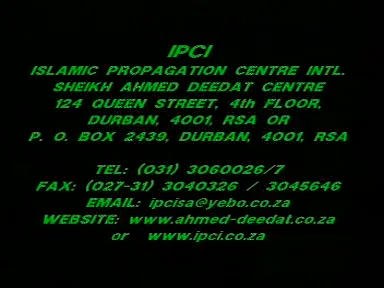 IPCI
ISLAMIC PROPAGATION CENTRE INTL.
SHEIKH AHMED DEEDAT CENTRE
124 QUEEN STREET, 4th FLOOR,
DURBAN, 4001, RSA OR
P. O. BOX 2439, DURBAN, 4001, RSA
TEL: (031) 3060026/7
FAX: (027-31) 3040326 / 3045646
EMAIL: ipcisa@yebo.co.za
WEBSITE: www.ahmed-deedat.co.za
or www.ipci.co.za